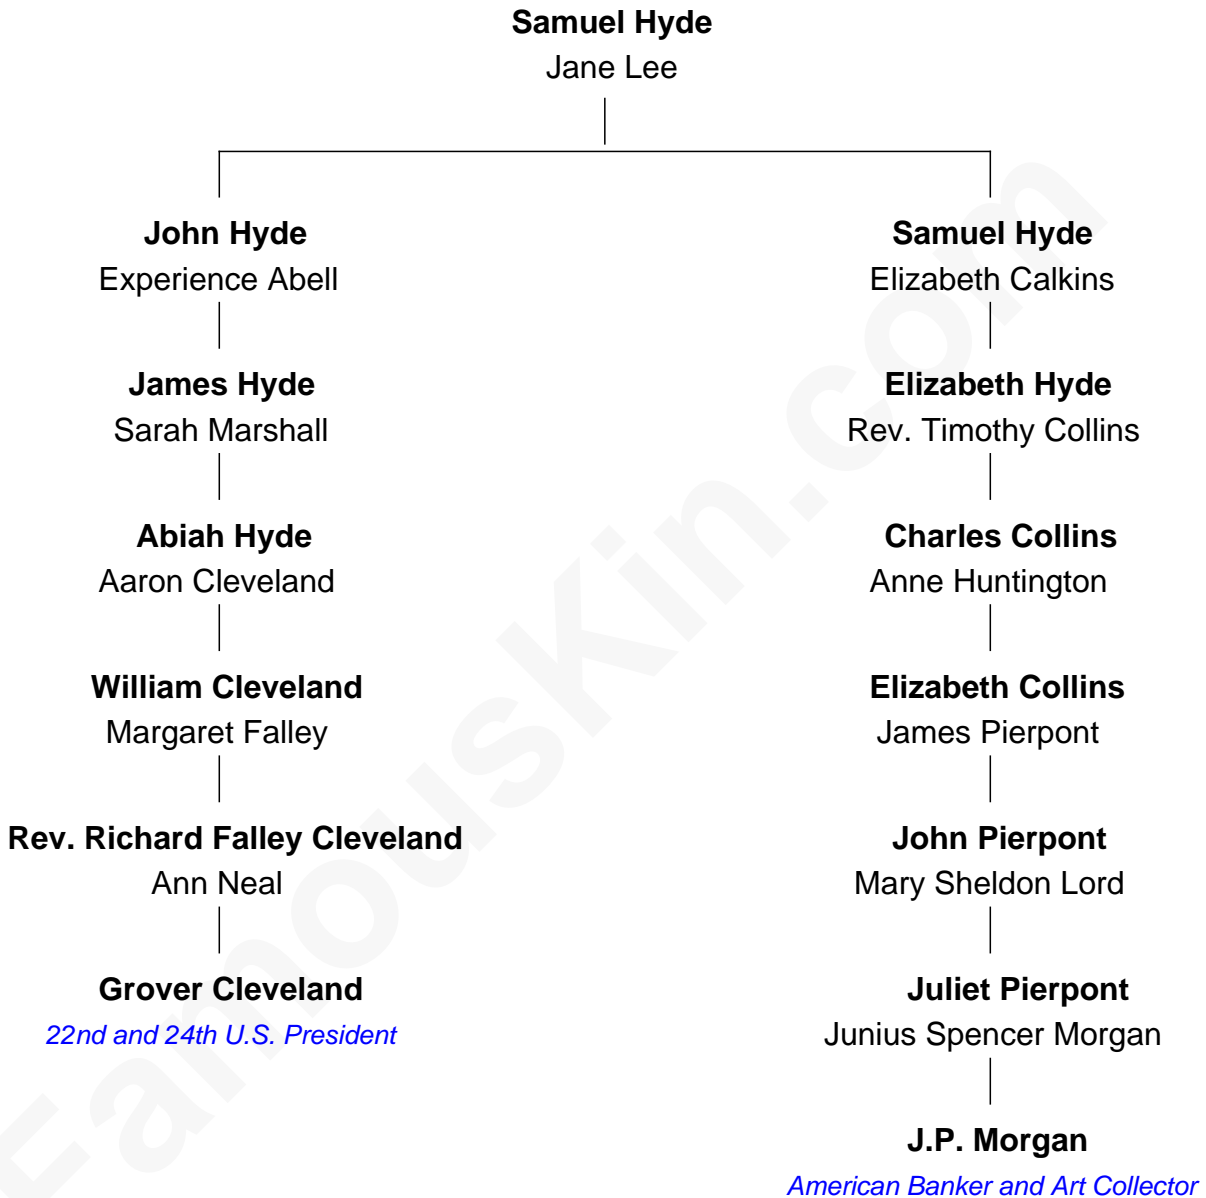 Samuel Hyde
Jane Lee
John Hyde
Experience Abell
Samuel Hyde
Elizabeth Calkins
James Hyde
Sarah Marshall
Elizabeth Hyde
Rev. Timothy Collins
Abiah Hyde
Aaron Cleveland
Charles Collins
Anne Huntington
William Cleveland
Margaret Falley
Elizabeth Collins
James Pierpont
Rev. Richard Falley Cleveland
Ann Neal
John Pierpont
Mary Sheldon Lord
Grover Cleveland
22nd and 24th U.S. President
Juliet Pierpont
Junius Spencer Morgan
J.P. Morgan
American Banker and Art Collector
FamousKin.com